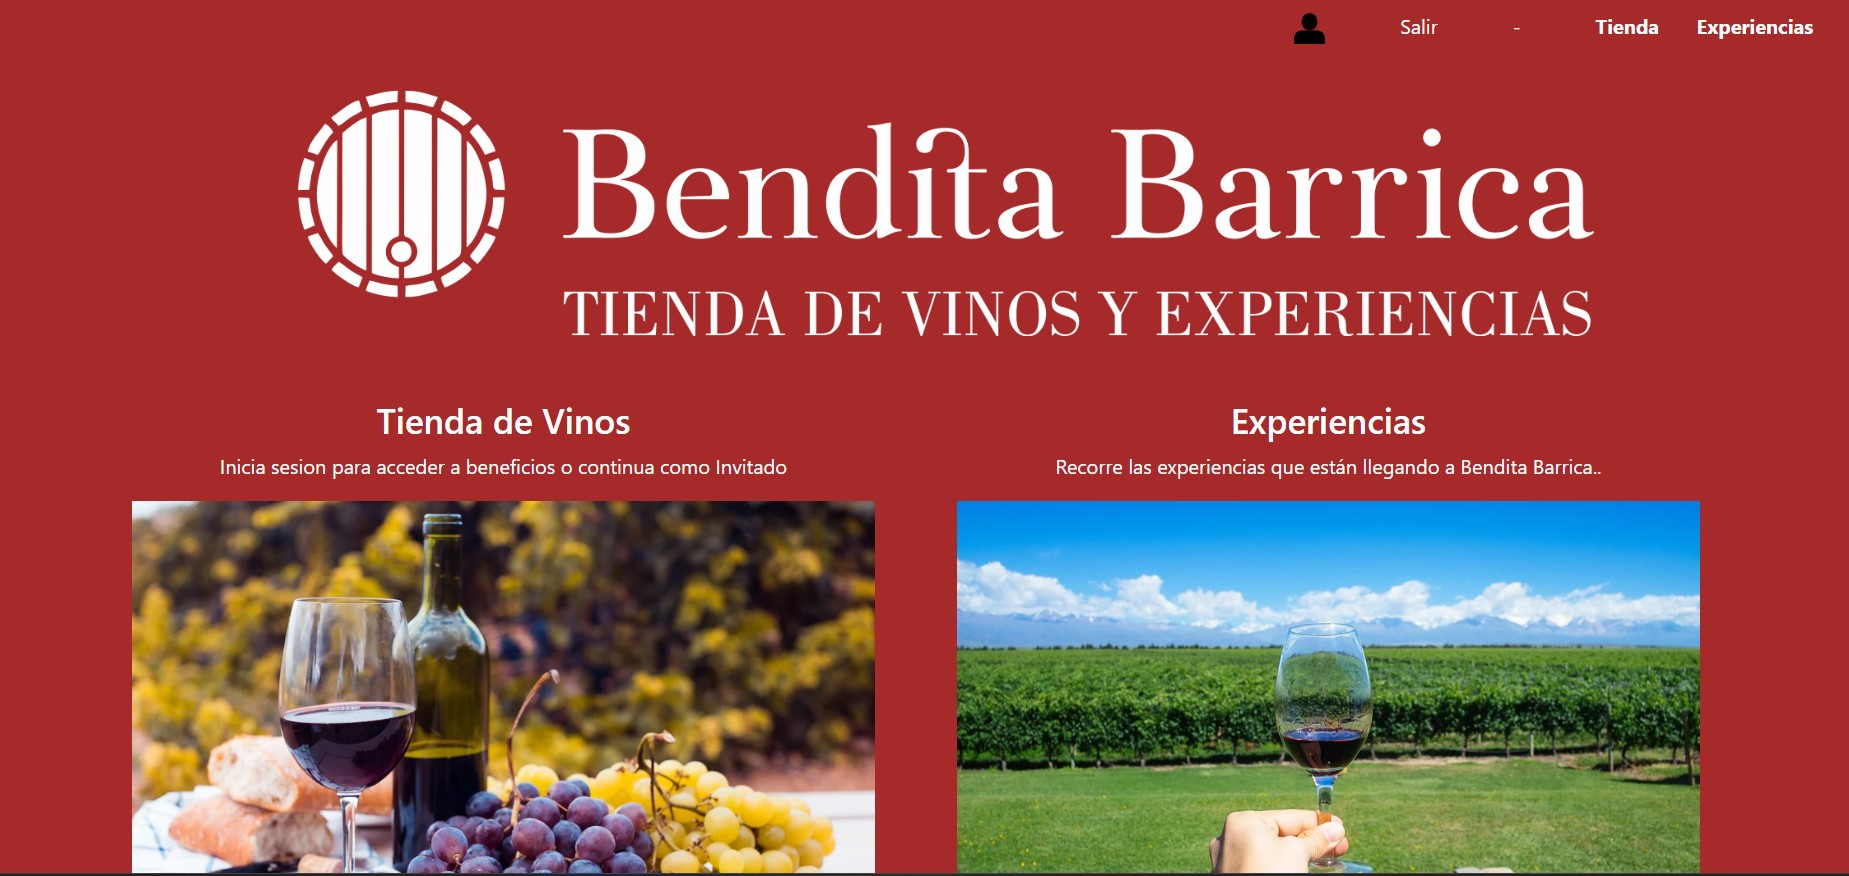 Salir - Tienda Experiencias
Bendita Barrica
TIENDA DE VINOS Y EXPERIENCIAS
Tienda de Vinos
Inicia sesion para acceder a beneficios o continua como Invitado
Experiencias
Recorre las experiencias que están llegando a Bendita Barrica..